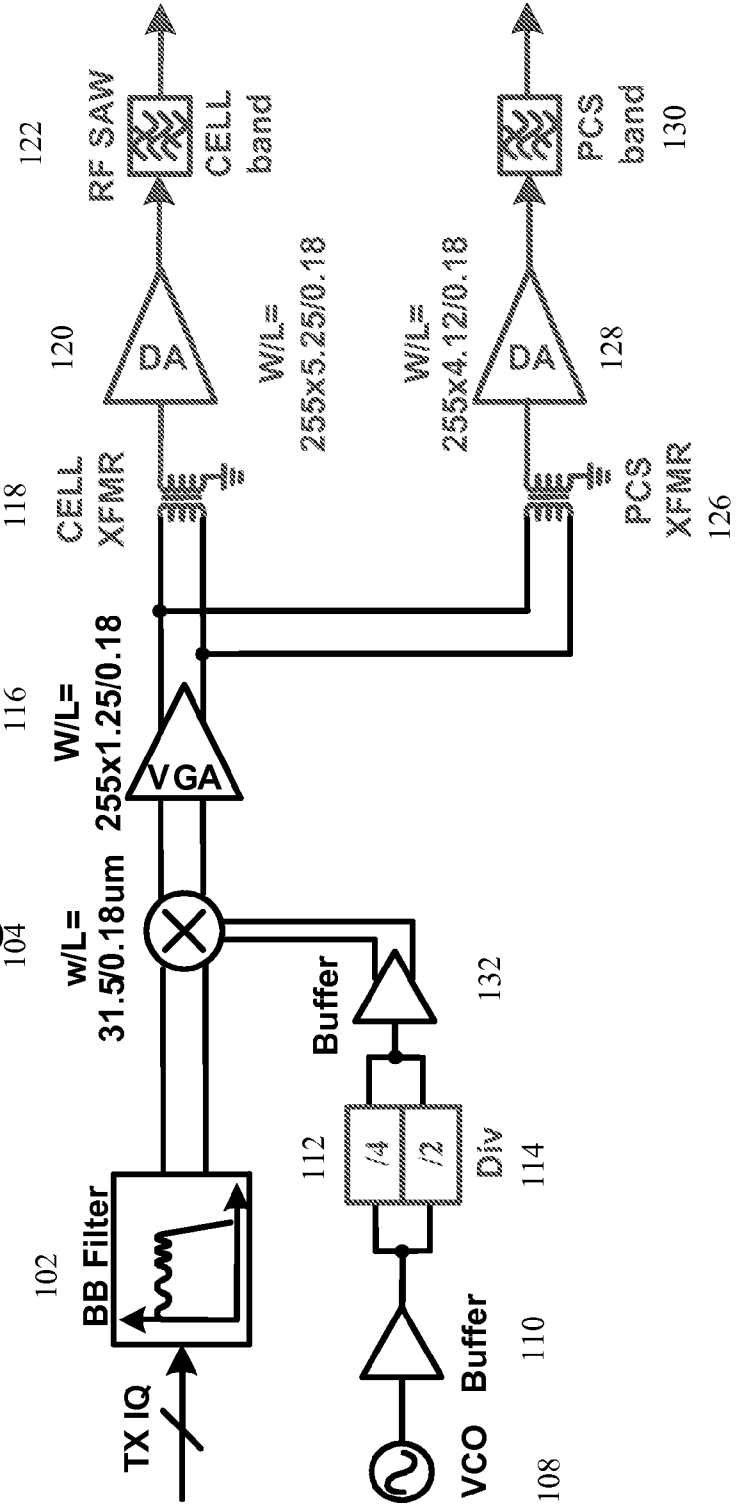 102
BB Filter
TX IQ
104
w/L=
31.5/0.18um
116
W/L=
255x1.25/0.18
VGA
118
CELL
XFMR
120
DA
W/L=
255x5.25/0.18
122
RF SAW
CELL
band
W/L=
255x4.12/0.18
DA
128
PCS
XFMR
126
PCS
band
130
VCO
108
Buffer
110
112
/4
/2
Div
114
Buffer
132